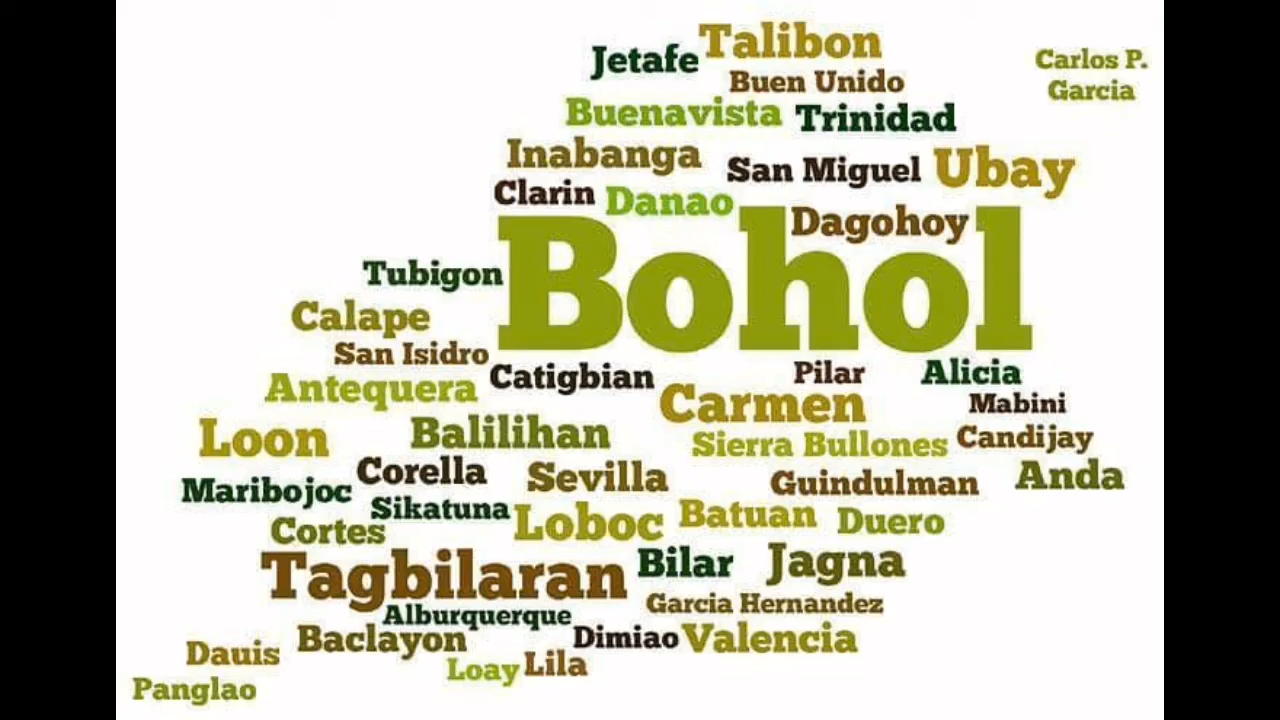 Talibon
Jetafe
Carlos P.
Garcia
Buen Unido
Buenavista
Trinidad
Inabanga
San Miguel
Ubay
Clarin
Danao
Dagohoy
Bohol
Tubigon
Calape
San Isidro
Catigbian
Pilar
Alicia
Antequera
Carmen
Mabini
Loon
Balilihan
Sierra Bullones
Candijay
Corella
Sevilla
Guindulman
Anda
Maribojoc
Sikatuna
Loboc
Batuan
Duero
Cortes
Tagbilaran
Bilar
Jagna
Garcia Hernandez
Alburquerque
Baclayon
Dimiao
Valencia
Dauis
Loay
Lila
Panglao